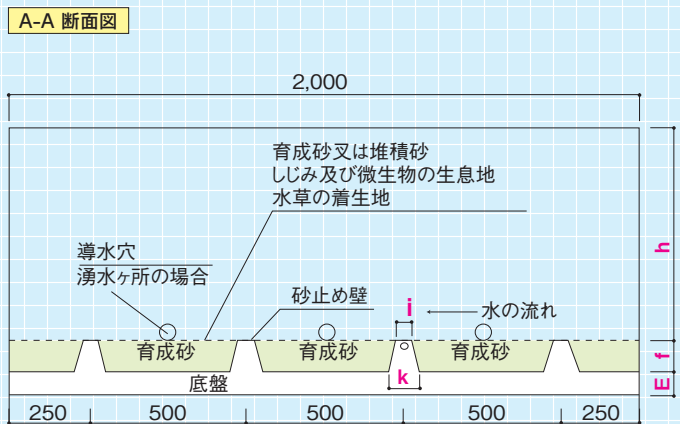 A-A 断面図
2,000
育成砂叉は堆積砂
しじみ及び微生物の生息地
水草の着生地
導水穴
湧水ヶ所の場合
砂止め壁
i
水の流れ
h
育成砂
育成砂
育成砂
f
k
底盤
E
250
500
500
500
250